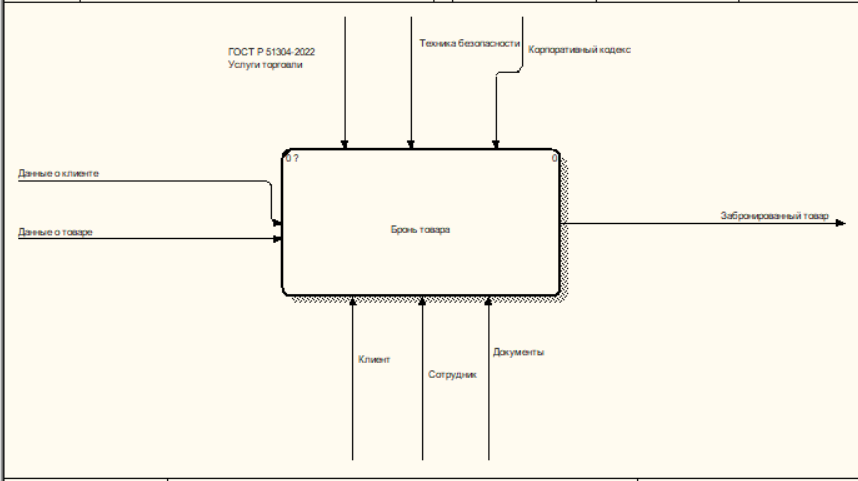 ГОСТ Р 51304-2022
Услуги торговли
Техника безопасности
Корпоративный кодекс
0 ?
0
Данные о клиенте
Данные о товаре
Бронь товара
Забронированный товар
Клиент
Сотрудник
Документы